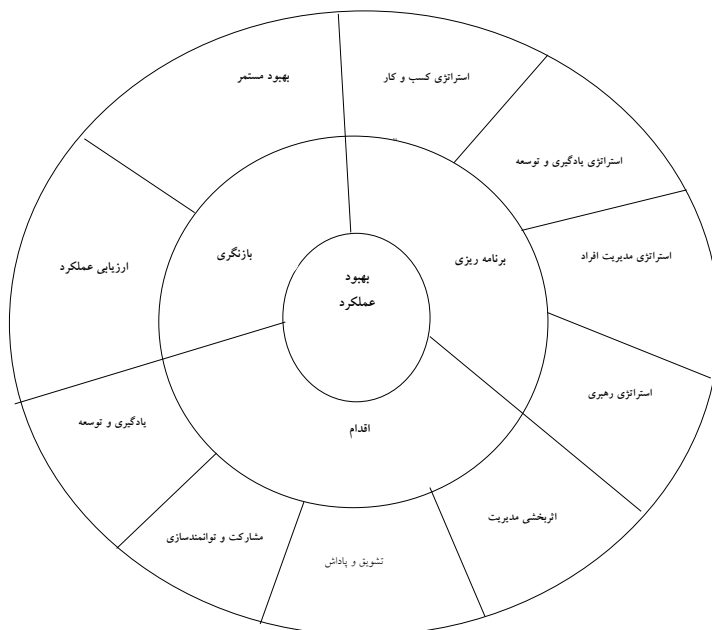 بهبود مستمر
استراتژی کسب و کار
استراتژی یادگیری و توسعه
استراتژی مدیریت افراد
استراتژی رهبری
اثربخشی مدیریت
تشویق و پاداش
مشارکت و توانمندسازی
یادگیری و توسعه
ارزیابی عملکرد
بازنگری
برنامه ریزی
اقدام
بهبود
عملکرد